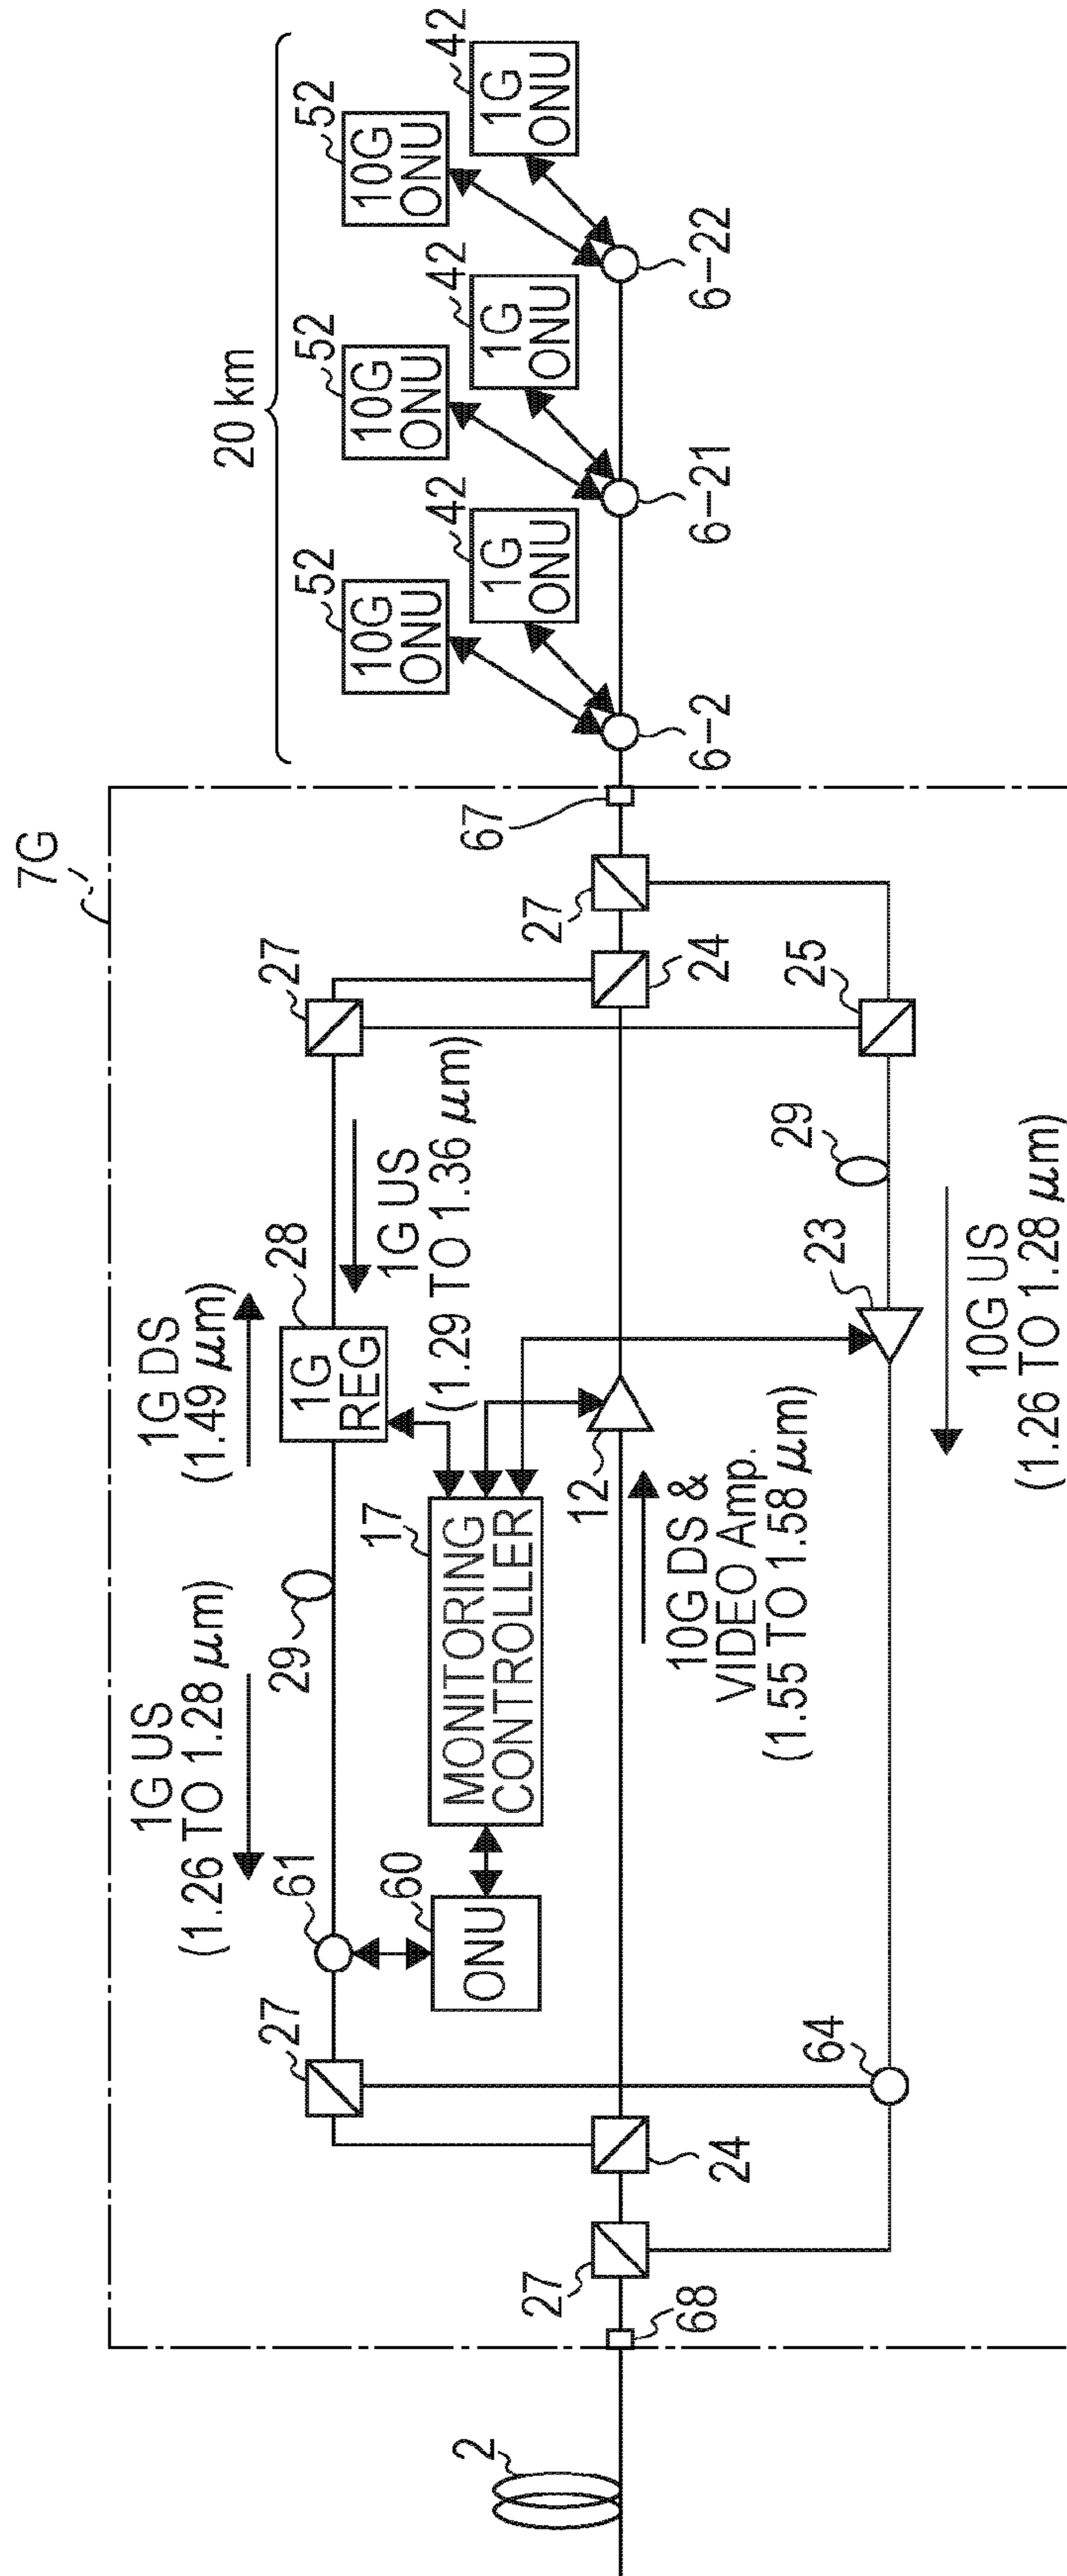 7G
20 km
52
10G
ONU
42
1G
ONU
52
10G
ONU
42
1G
ONU
52
10G
ONU
42
1G
ONU
6-2
6-21
6-22
1G US
(1.26 TO 1.28 μm)
1G DS
(1.49 μm)
27
61
29
28
1G
REG
27
1G US
(1.29 TO 1.36 μm)
60
ONU
17
MONITORING
CONTROLLER
2
68
27
24
12
10G DS &
VIDEO Amp.
(1.55 TO 1.58 μm)
24
27
67
64
23
29
25
10G US
(1.26 TO 1.28 μm)